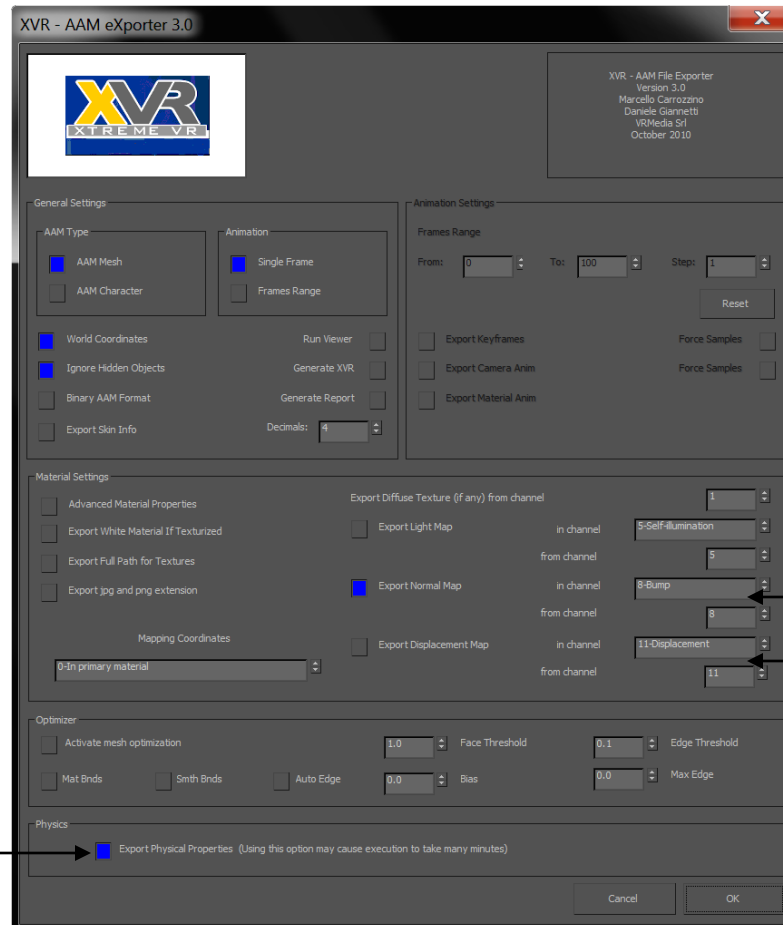 XVR - AAM eXporter 3.0
X
XVR
XTREME VR
XVR - AAM File Exporter
Version 3.0
Marcello Carrozzino
Daniele Giannetti
VRMedia Srl
October 2010
General Settings
AAM Type
AAM Mesh
AAM Character
Animation
Single Frame
Frames Range
World Coordinates
Run Viewer
Ignore Hidden Objects
Generate XVR
Binary AAM Format
Generate Report
Export Skin Info
Decimals: 4
Animation Settings
Frames Range
From: 0 To: 100 Step: 1
Reset
Export Keyframes
Force Samples
Export Camera Anim
Force Samples
Export Material Anim
Material Settings
Advanced Material Properties
Export White Material If Texturized
Export Full Path for Textures
Export jpg and png extension
Mapping Coordinates
0-In primary material
Export Diffuse Texture (if any) from channel 1
Export Light Map in channel 5-Self-illumination
from channel 5
Export Normal Map in channel 8-Bump
from channel 8
Export Displacement Map in channel 11-Displacement
from channel 11
Optimizer
Activate mesh optimization
1.0 Face Threshold
0.1 Edge Threshold
Mat Bnds
Smth Bnds
Auto Edge
0.0 Bias
0.0 Max Edge
Physics
Export Physical Properties (Using this option may cause execution to take many minutes)
Cancel
OK